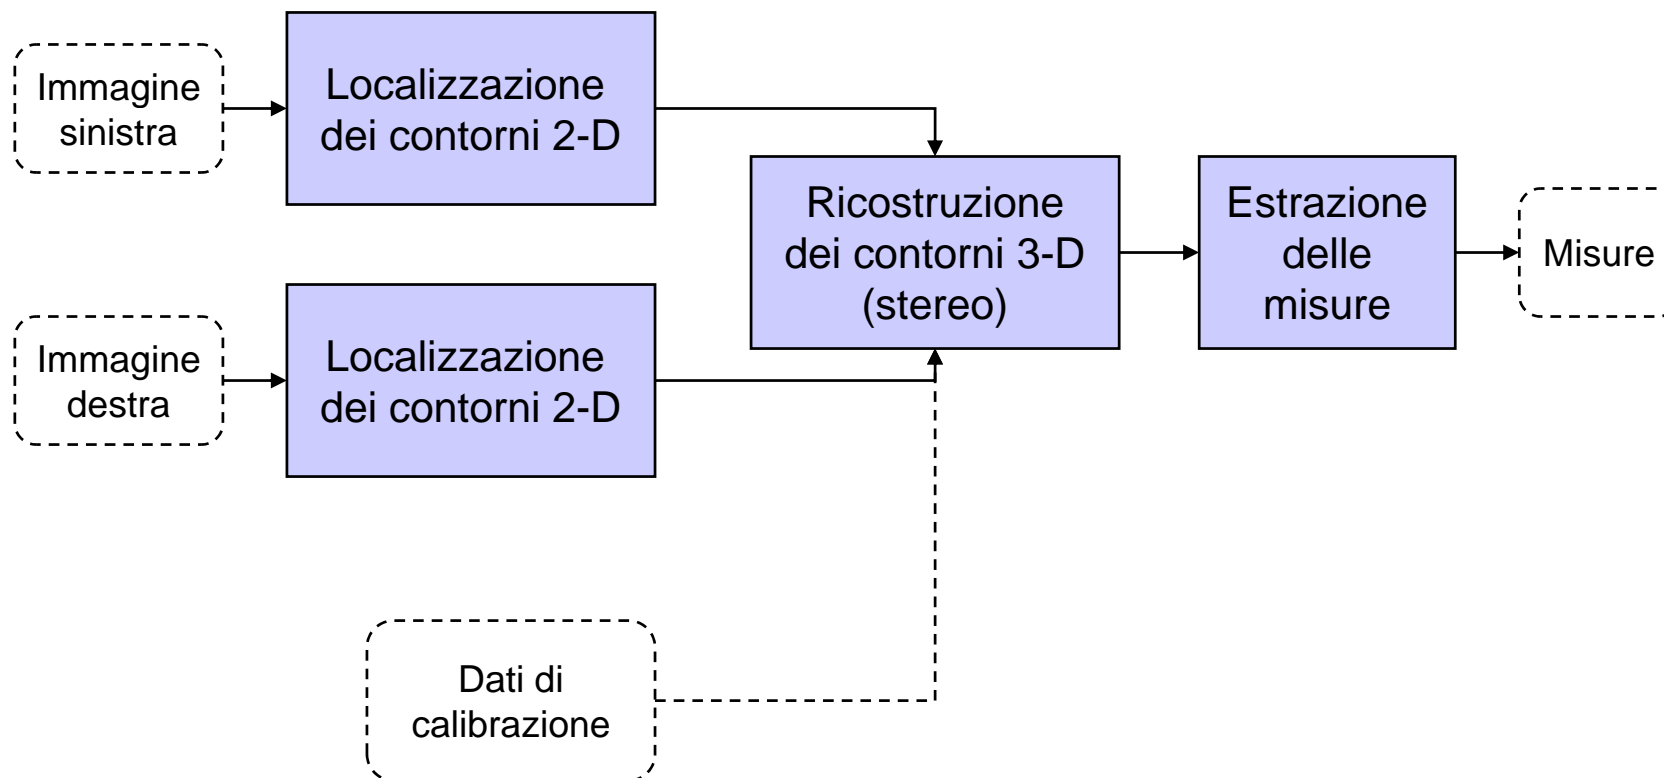 Immagine
sinistra
Localizzazione
dei contorni 2-D
Ricostruzione
dei contorni 3-D
(stereo)
Estrazione
delle
misure
Misure
Immagine
destra
Localizzazione
dei contorni 2-D
Dati di
calibrazione